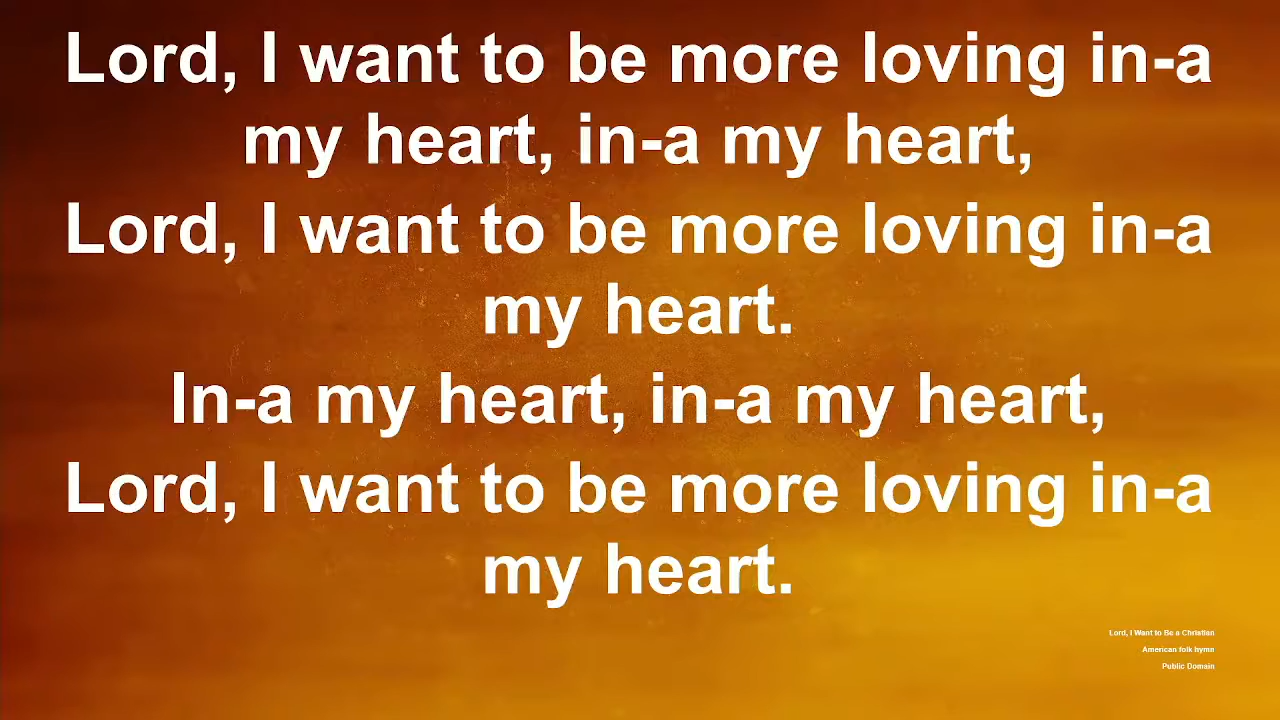 Lord, I want to be more loving in-a
my heart, in-a my heart,
Lord, I want to be more loving in-a
my heart.
In-a my heart, in-a my heart,
Lord, I want to be more loving in-a
my heart.
Lord, I Want to Be a Christian
American folk hymn
Public Domain